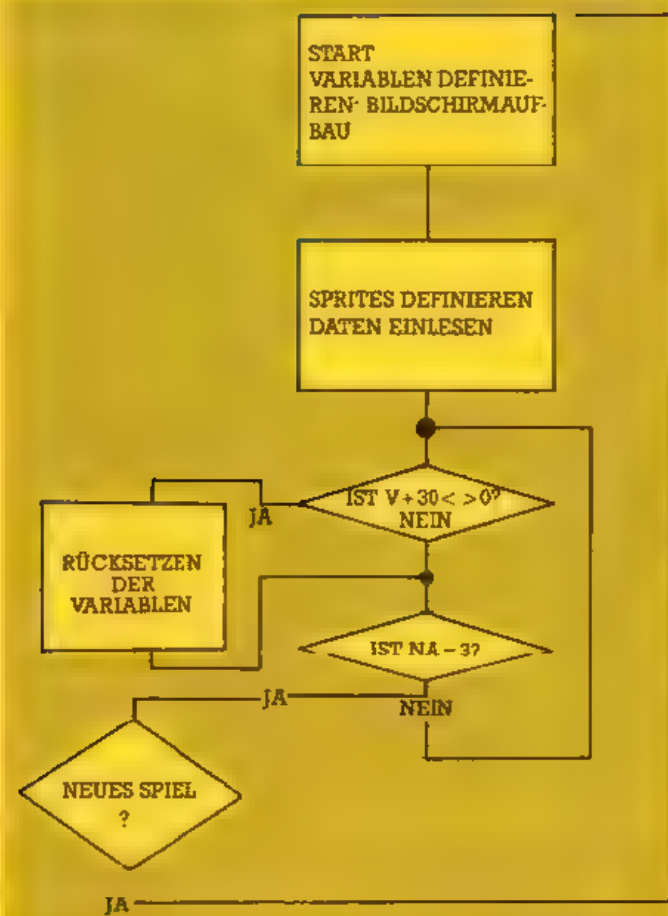 START
VARIABLEN DEFINIE-
REN· BILDSCHIRMAUF-
BAU
SPRITES DEFINIEREN
DATEN EINLESEN
IST V+30< >0?
NEIN
JA
RÜCKSETZEN
DER
VARIABLEN
IST NA – 3?
JA
NEIN
NEUES SPIEL
?
JA